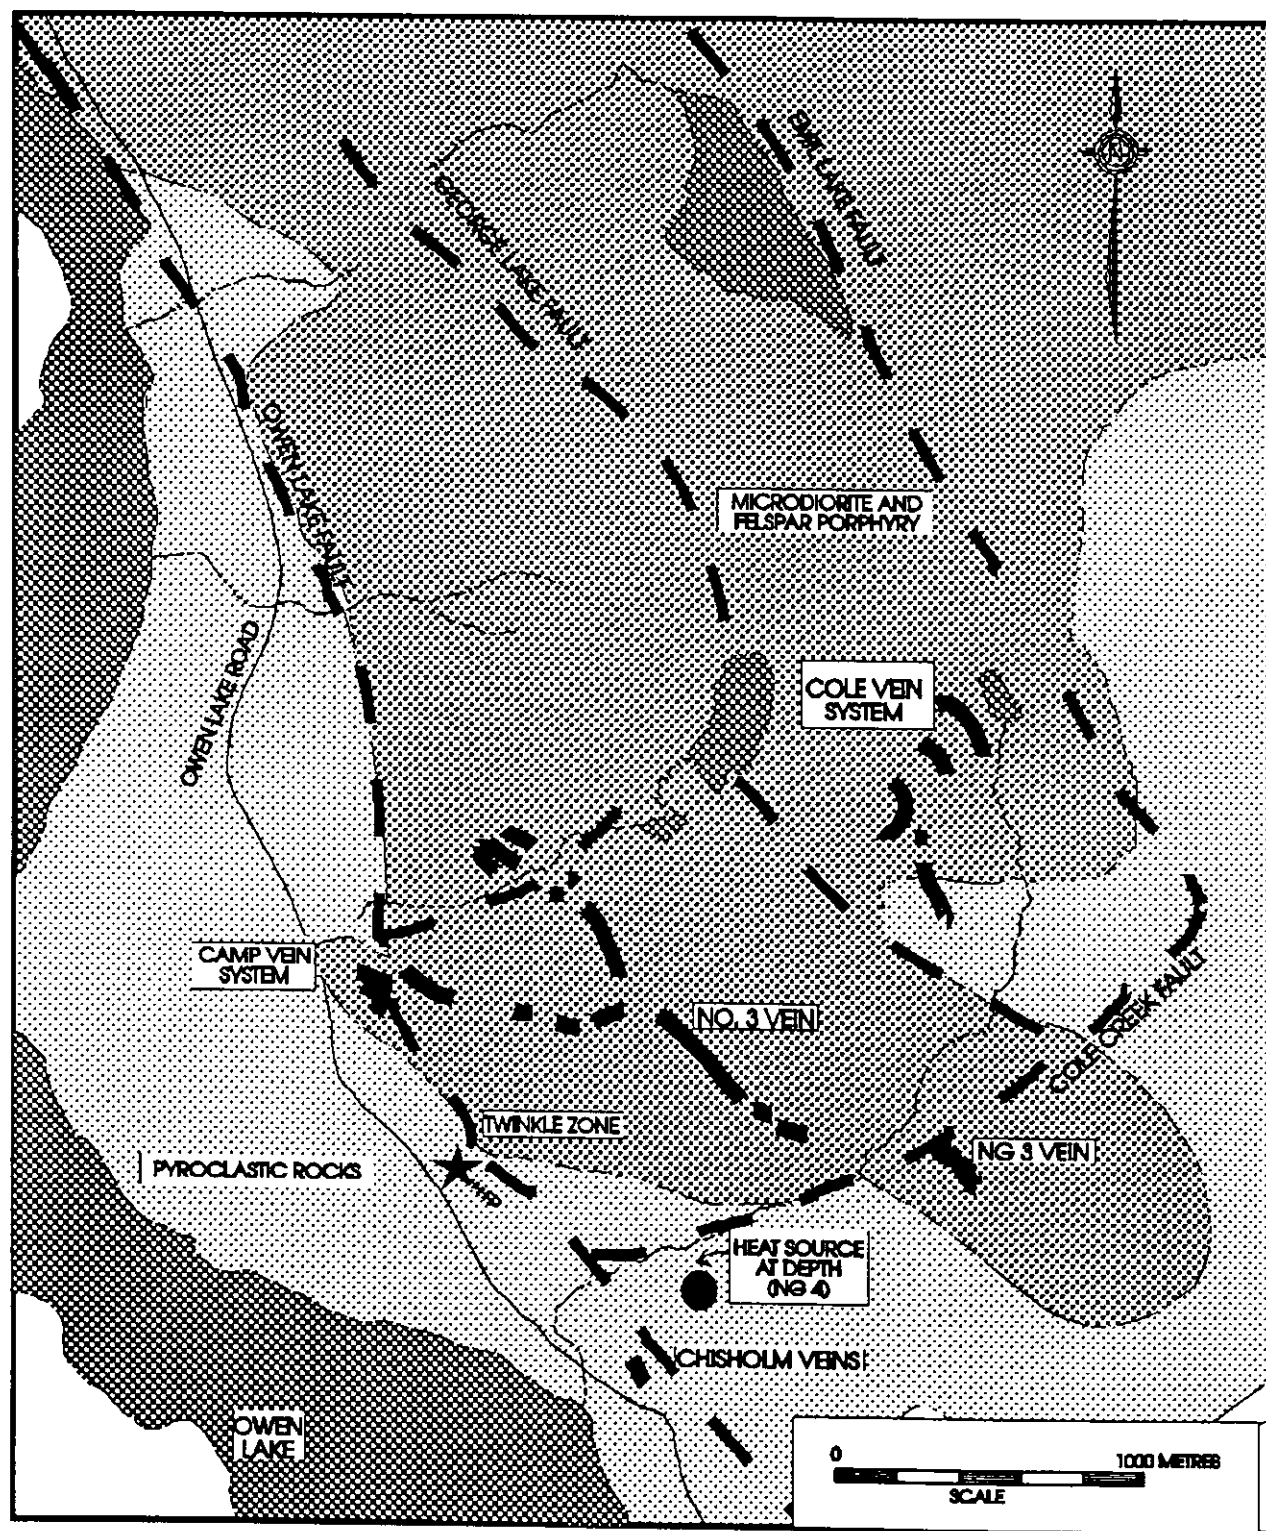 N
EMIL LAKE FAULT
GEORGE LAKE FAULT
OWEN LAKE FAULT
MICRODIORITE AND
FELSPAR PORPHYRY
OWEN LAKE ROAD
COLE VEIN
SYSTEM
CAMP VEIN
SYSTEM
NO. 3 VEIN
COLE CREEK FAULT
TWINKLE ZONE
NG 3 VEIN
PYROCLASTIC ROCKS
HEAT SOURCE
AT DEPTH
(NG 4)
CHISHOLM VEINS
OWEN
LAKE
0 1000 METRES
SCALE